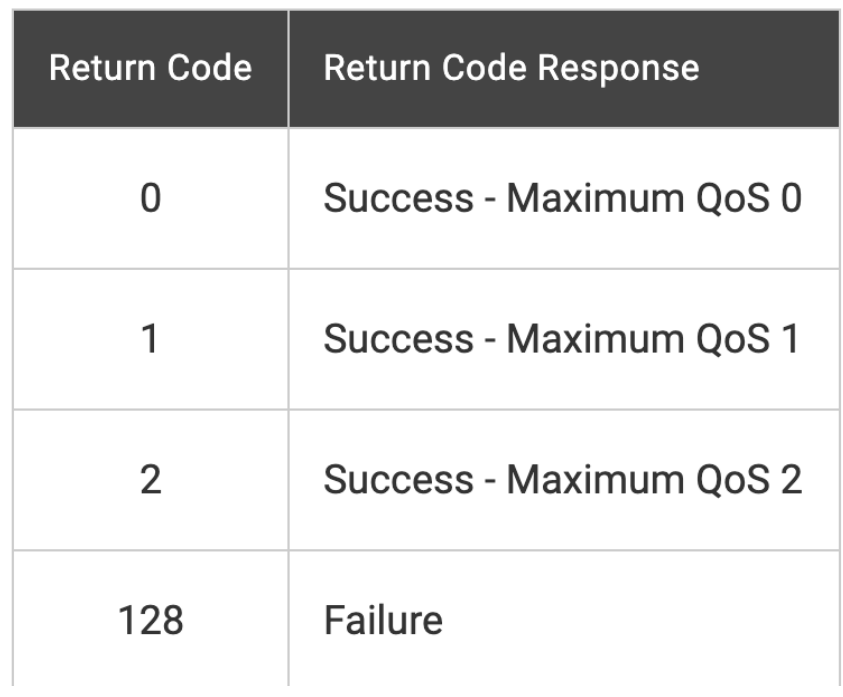 Return Code Return Code Response
0 Success - Maximum QoS 0
1 Success - Maximum QoS 1
2 Success - Maximum QoS 2
128 Failure